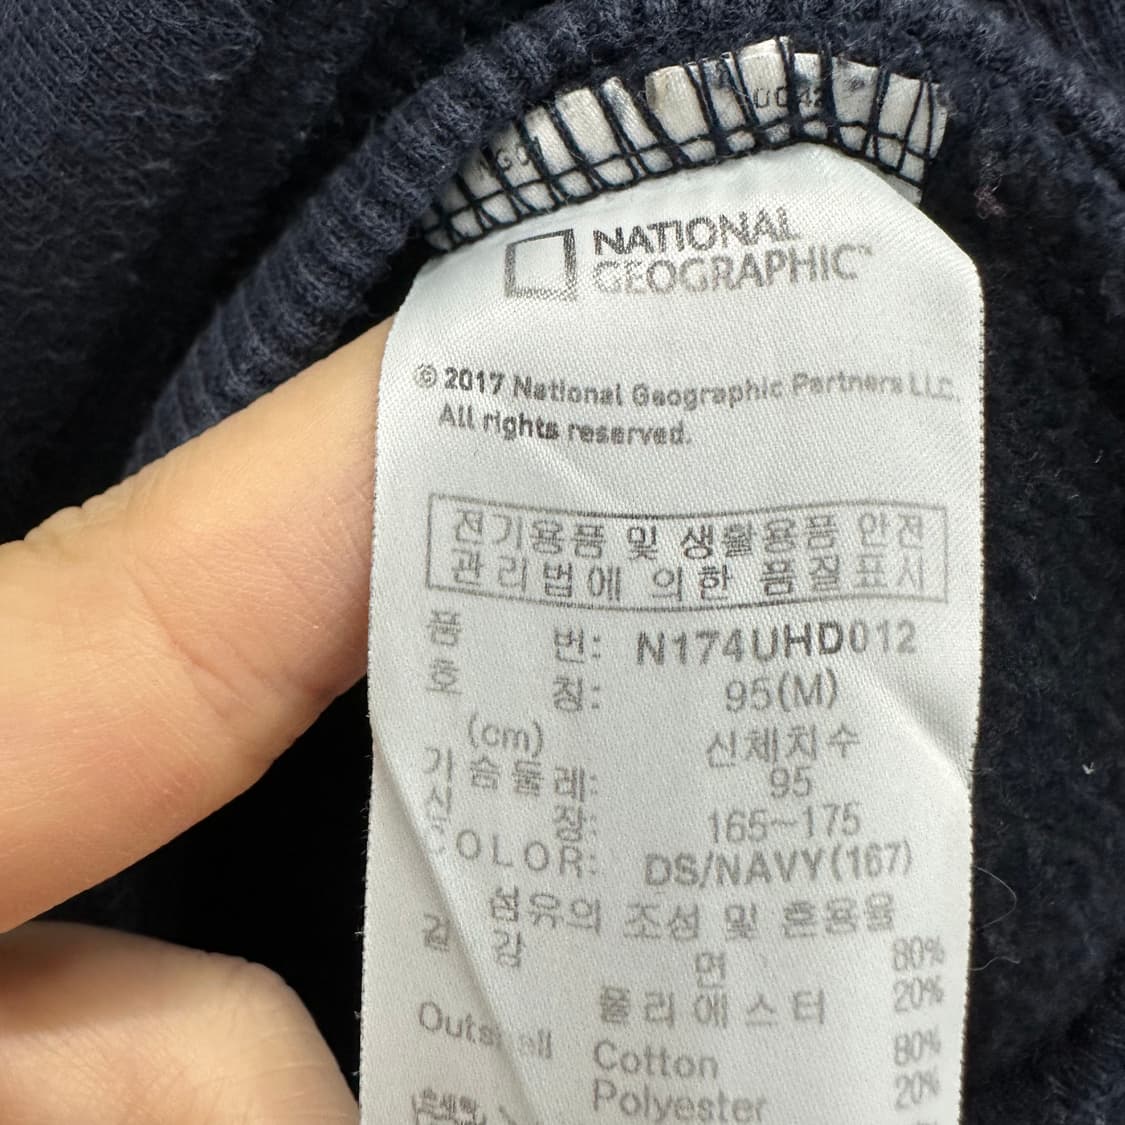 NATIONAL
GEOGRAPHIC™
© 2017 National Geographic Partners LLC.
All rights reserved.
전기용품 및 생활용품 안전
관리법에 의한 품질표시
품 번: N174UHD012
호 칭: 95(M)
(cm) 신체치수
가슴둘레: 95
신 장: 165~175
COLOR: DS/NAVY(167)
섬유의 조성 및 혼용율
겉 감 면 80%
폴리에스터 20%
Outshell Cotton 80%
Polyester 20%